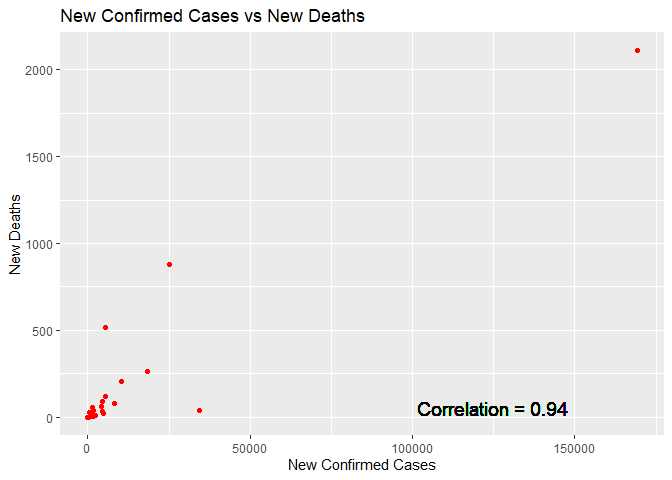 New Confirmed Cases vs New Deaths
2000
1500
1000
500
0
New Deaths
Correlation = 0.94
0
50000
100000
150000
New Confirmed Cases